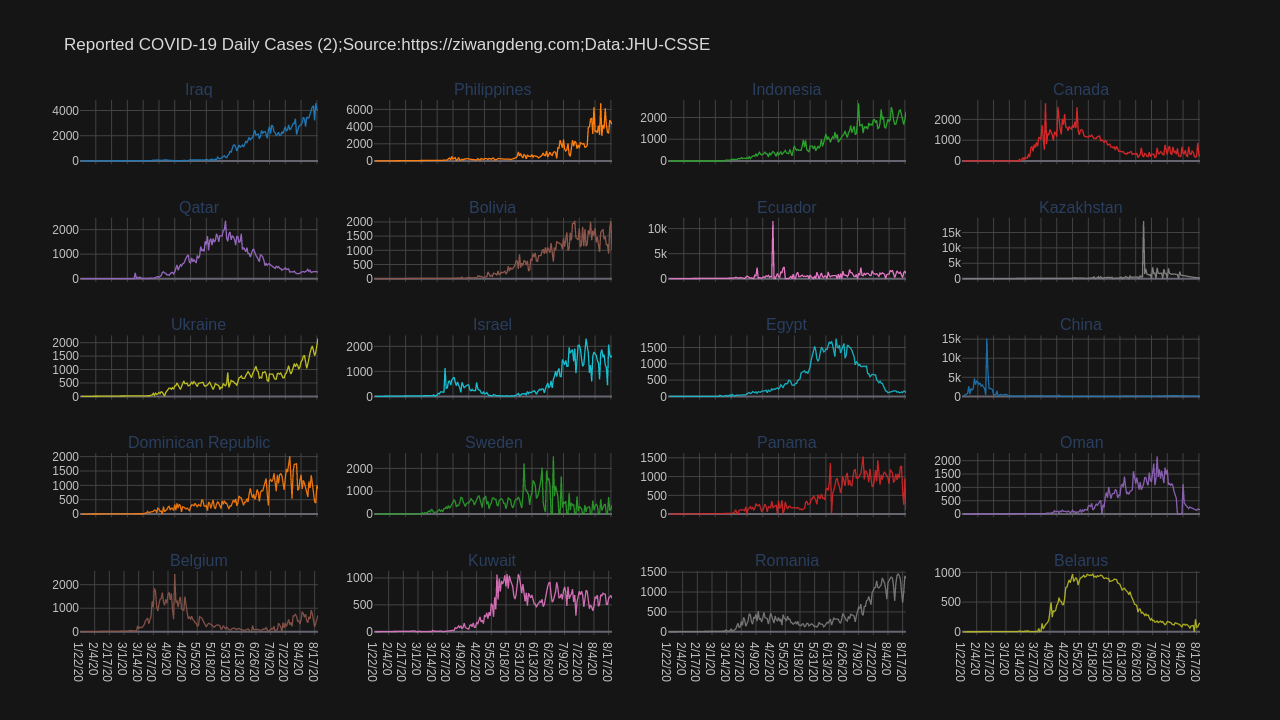 Reported COVID-19 Daily Cases (2);Source:https://ziwangdeng.com;Data:JHU-CSSE
Iraq
Philippines
Indonesia
Canada
4000
2000
0
6000
4000
2000
0
2000
1000
0
2000
1000
0
Qatar
Bolivia
Ecuador
Kazakhstan
2000
1000
0
2000
1500
1000
500
0
10k
5k
0
15k
10k
5k
0
Ukraine
Israel
Egypt
China
2000
1500
1000
500
0
2000
1000
0
1500
1000
500
0
15k
10k
5k
0
Dominican Republic
Sweden
Panama
Oman
2000
1500
1000
500
0
2000
1000
0
1500
1000
500
0
2000
1500
1000
500
0
Belgium
Kuwait
Romania
Belarus
2000
1000
0
1000
500
0
1500
1000
500
0
1000
500
0
1/22/20 2/4/20 2/17/20 3/1/20 3/14/20 3/27/20 4/9/20 4/22/20 5/5/20 5/18/20 5/31/20 6/13/20 6/26/20 7/9/20 7/22/20 8/4/20 8/17/20
1/22/20 2/4/20 2/17/20 3/1/20 3/14/20 3/27/20 4/9/20 4/22/20 5/5/20 5/18/20 5/31/20 6/13/20 6/26/20 7/9/20 7/22/20 8/4/20 8/17/20
1/22/20 2/4/20 2/17/20 3/1/20 3/14/20 3/27/20 4/9/20 4/22/20 5/5/20 5/18/20 5/31/20 6/13/20 6/26/20 7/9/20 7/22/20 8/4/20 8/17/20
1/22/20 2/4/20 2/17/20 3/1/20 3/14/20 3/27/20 4/9/20 4/22/20 5/5/20 5/18/20 5/31/20 6/13/20 6/26/20 7/9/20 7/22/20 8/4/20 8/17/20